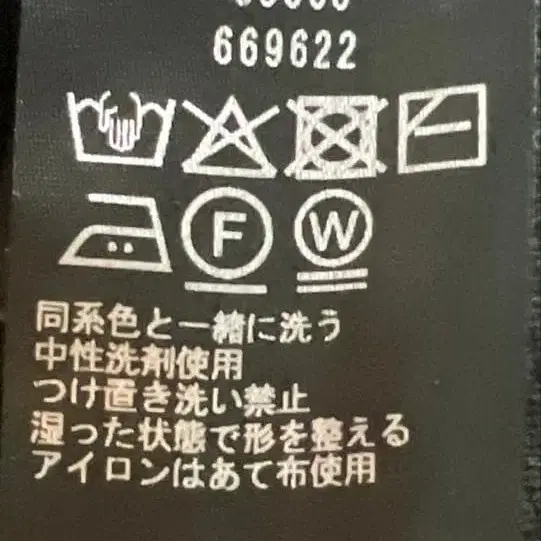 669622
F W
同系色と一緒に洗う
中性洗剤使用
つけ置き洗い禁止
湿った状態で形を整える
アイロンはあて布使用